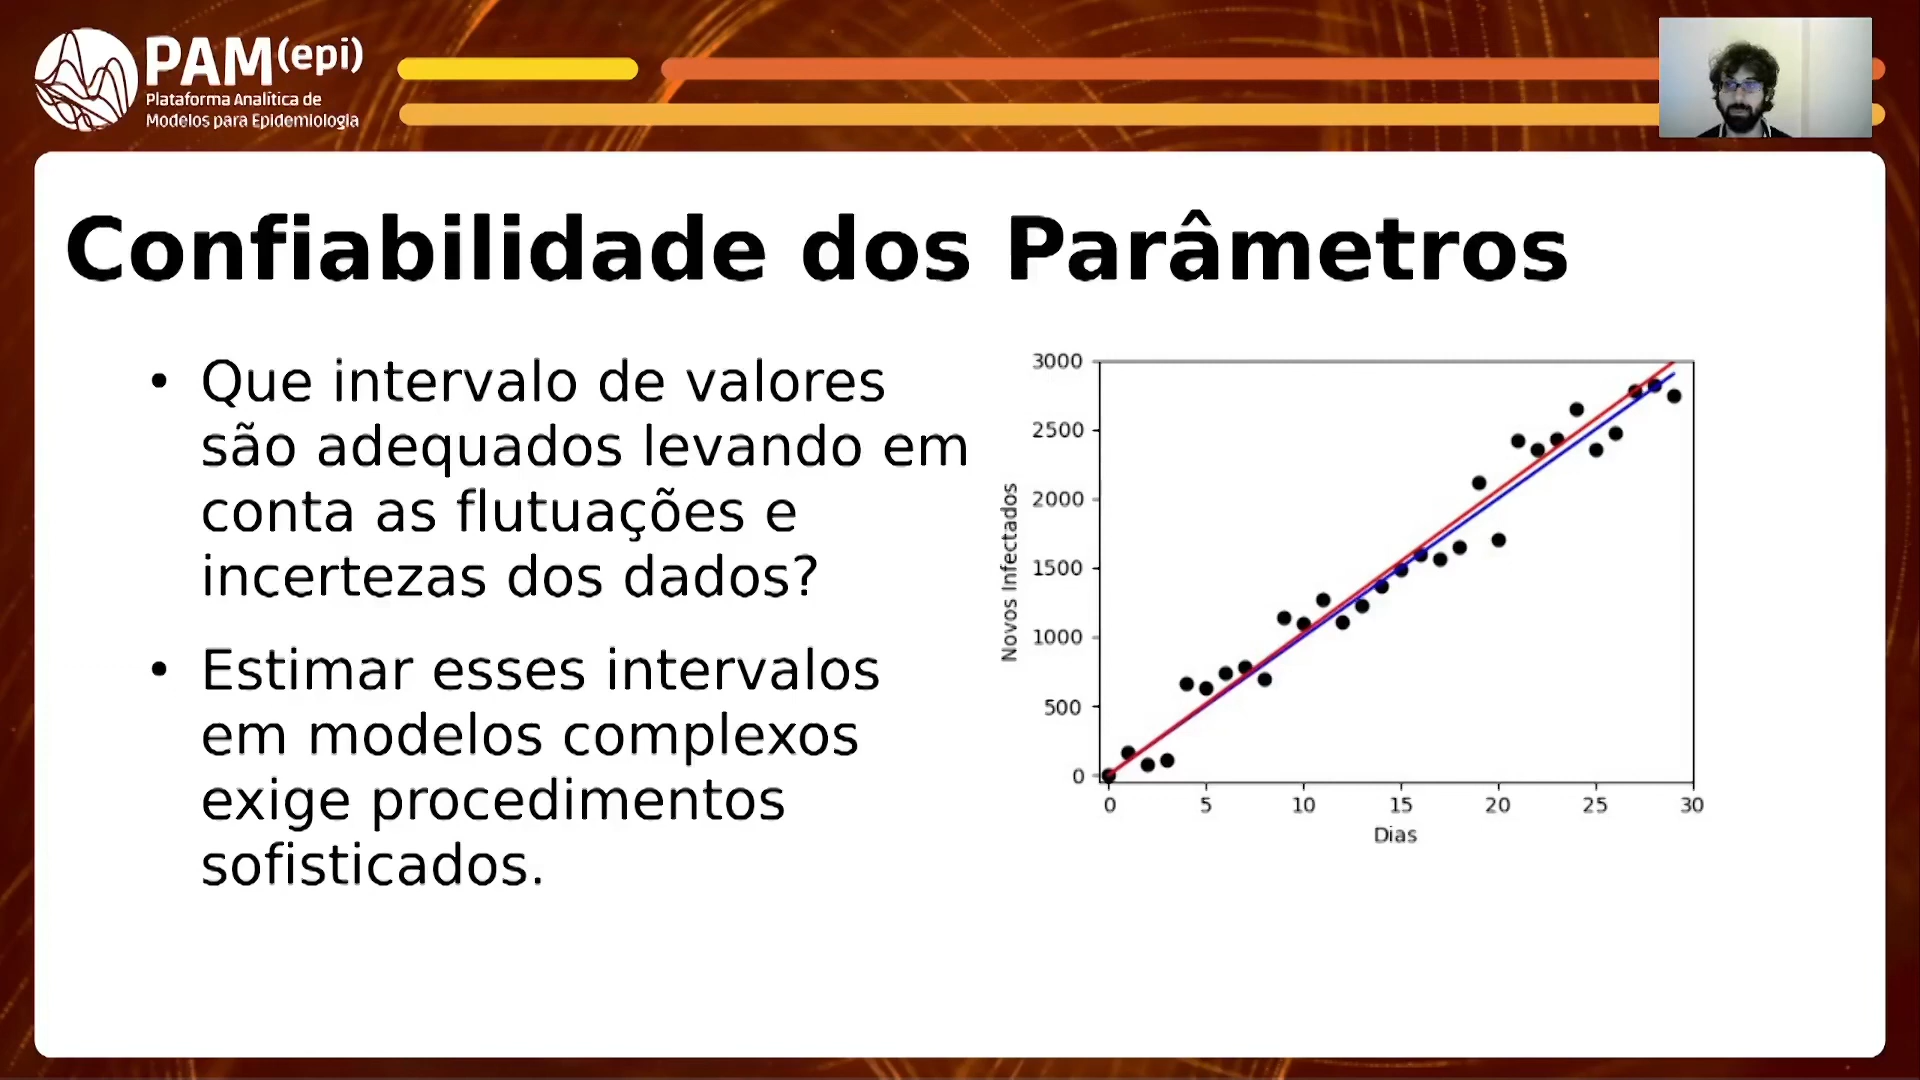 PAM(epi)
Plataforma Analítica de
Modelos para Epidemiologia
Confiabilidade dos Parâmetros
• Que intervalo de valores
são adequados levando em
conta as flutuações e
incertezas dos dados?
• Estimar esses intervalos
em modelos complexos
exige procedimentos
sofisticados.
3000
2500
2000
1500
1000
500
0
Novos Infectados
0 5 10 15 20 25 30
Dias